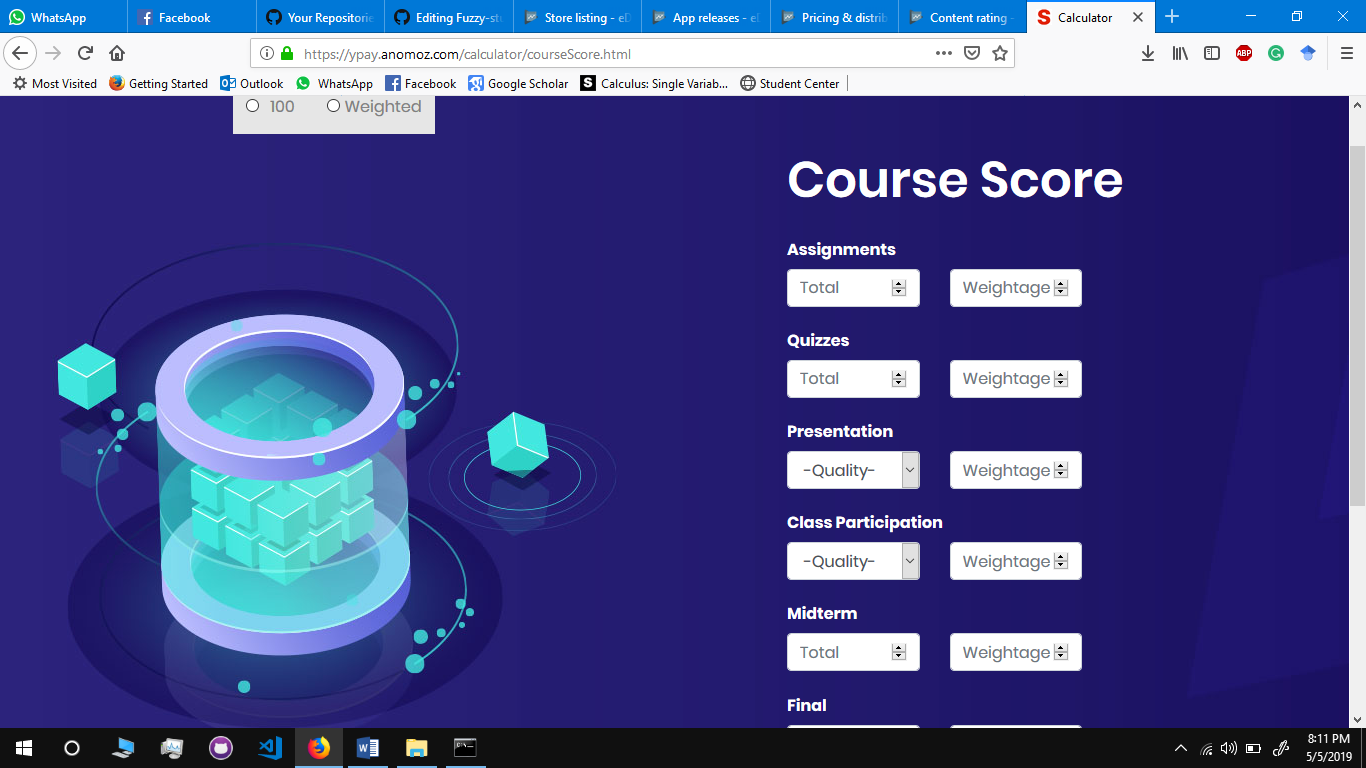 WhatsApp
Facebook
Your Repositorie
Editing Fuzzy-st
Store listing - eD
App releases - eD
Pricing & distrib
Content rating -
Calculator
https://ypay.anomoz.com/calculator/courseScore.html
ABP
Most Visited
Getting Started
Outlook
WhatsApp
Facebook
Google Scholar
Calculus: Single Variab...
Student Center
100
Weighted
Course Score
Assignments
Total
Weightage
Quizzes
Total
Weightage
Presentation
-Quality-
Weightage
Class Participation
-Quality-
Weightage
Midterm
Total
Weightage
Final
8:11 PM
5/5/2019